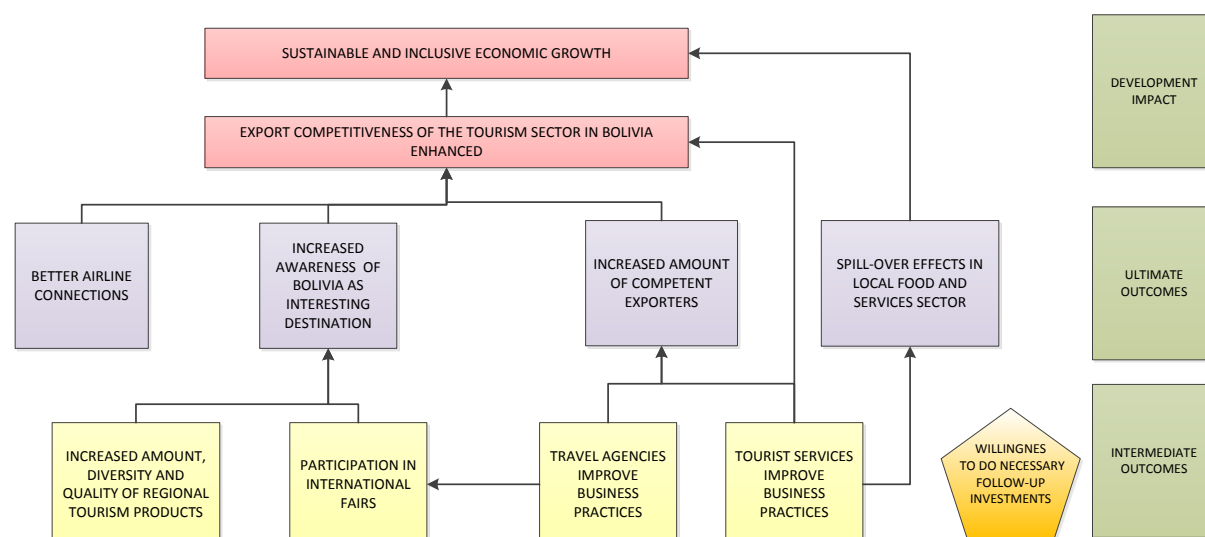 SUSTAINABLE AND INCLUSIVE ECONOMIC GROWTH
DEVELOPMENT
IMPACT
EXPORT COMPETITIVENESS OF THE TOURISM SECTOR IN BOLIVIA
ENHANCED
BETTER AIRLINE
CONNECTIONS
INCREASED
AWARENESS OF
BOLIVIA AS
INTERESTING
DESTINATION
INCREASED AMOUNT
OF COMPETENT
EXPORTERS
SPILL-OVER EFFECTS IN
LOCAL FOOD AND
SERVICES SECTOR
ULTIMATE
OUTCOMES
INCREASED AMOUNT,
DIVERSITY AND
QUALITY OF REGIONAL
TOURISM PRODUCTS
PARTICIPATION IN
INTERNATIONAL
FAIRS
TRAVEL AGENCIES
IMPROVE
BUSINESS
PRACTICES
TOURIST SERVICES
IMPROVE
BUSINESS
PRACTICES
WILLINGNES
TO DO NECESSARY
FOLLOW-UP
INVESTMENTS
INTERMEDIATE
OUTCOMES